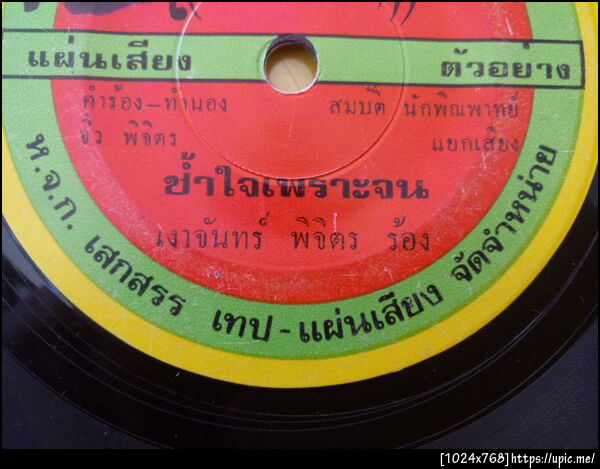 แผ่นเสียง ตัวอย่าง
คำร้อง-ทำนอง สมบัติ นักพิณพาทย์
จิ๋ว พิจิตร แยกเสียง
ช้ำใจเพราะจน
เงาจันทร์ พิจิตร ร้อง
ห.จ.ก. เสกสรร เทป-แผ่นเสียง จัดจำหน่าย
[1024x768]https://upic.me/